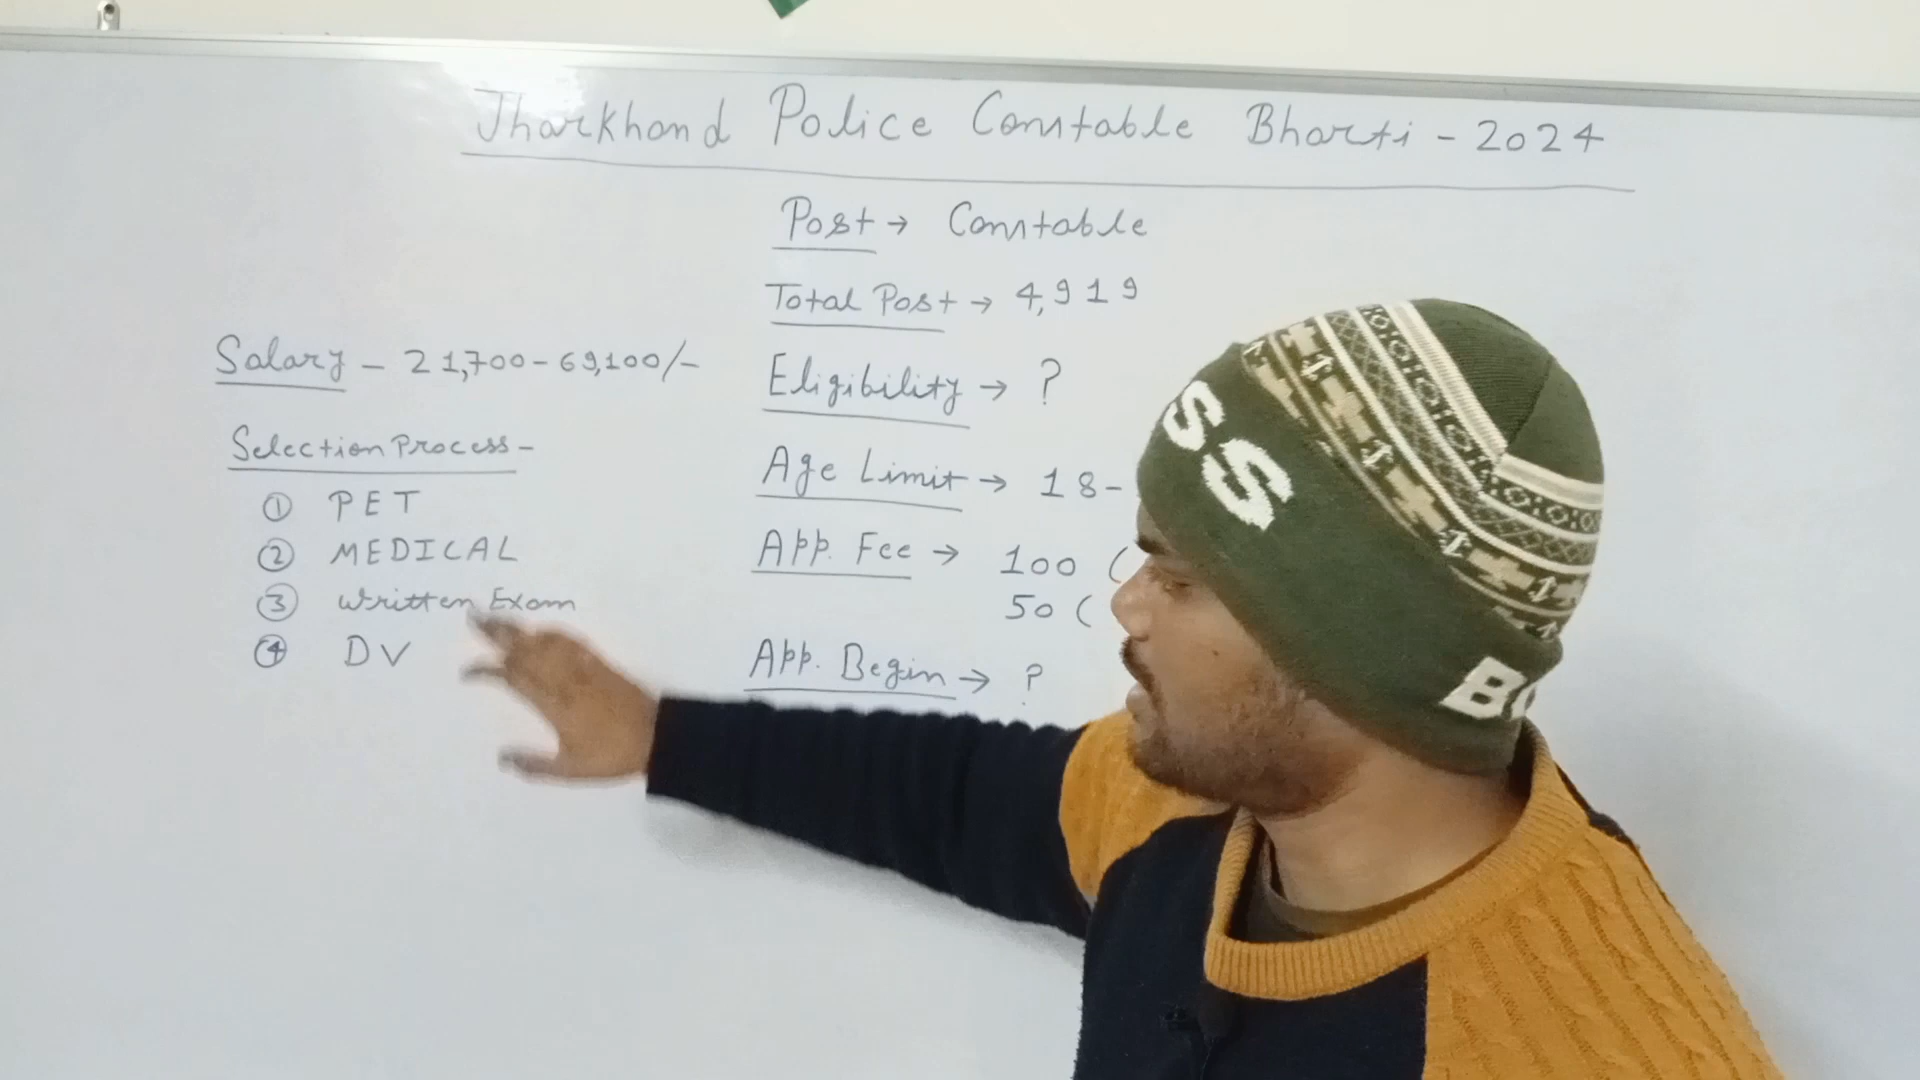 Jharkhand Police Constable Bharti - 2024
Post → Constable
Total Post → 4,919
Eligibility → ?
Age Limit → 18-
App. Fee → 100 (
50 (
App. Begin → ?
Salary - 21,700-69,100/-
Selection Process -
① PET
② MEDICAL
③ Written Exam
④ DV
SS